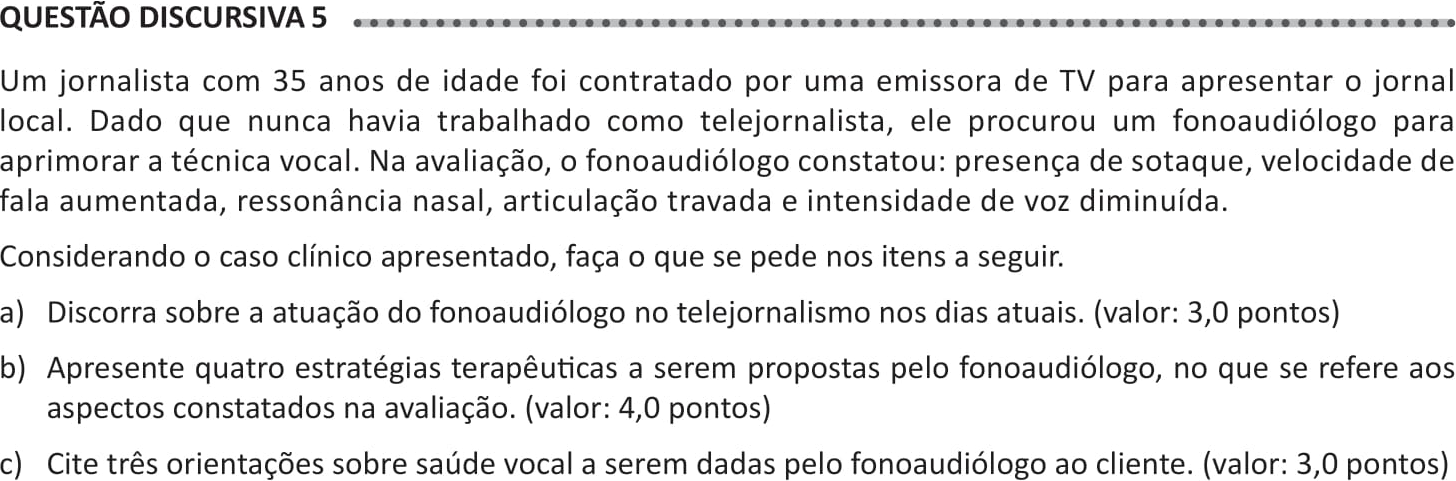 QUESTÃO DISCURSIVA 5
Um jornalista com 35 anos de idade foi contratado por uma emissora de TV para apresentar o jornal
local. Dado que nunca havia trabalhado como telejornalista, ele procurou um fonoaudiólogo para
aprimorar a técnica vocal. Na avaliação, o fonoaudiólogo constatou: presença de sotaque, velocidade de
fala aumentada, ressonância nasal, articulação travada e intensidade de voz diminuída.
Considerando o caso clínico apresentado, faça o que se pede nos itens a seguir.
a) Discorra sobre a atuação do fonoaudiólogo no telejornalismo nos dias atuais. (valor: 3,0 pontos)
b) Apresente quatro estratégias terapêuticas a serem propostas pelo fonoaudiólogo, no que se refere aos
aspectos constatados na avaliação. (valor: 4,0 pontos)
c) Cite três orientações sobre saúde vocal a serem dadas pelo fonoaudiólogo ao cliente. (valor: 3,0 pontos)